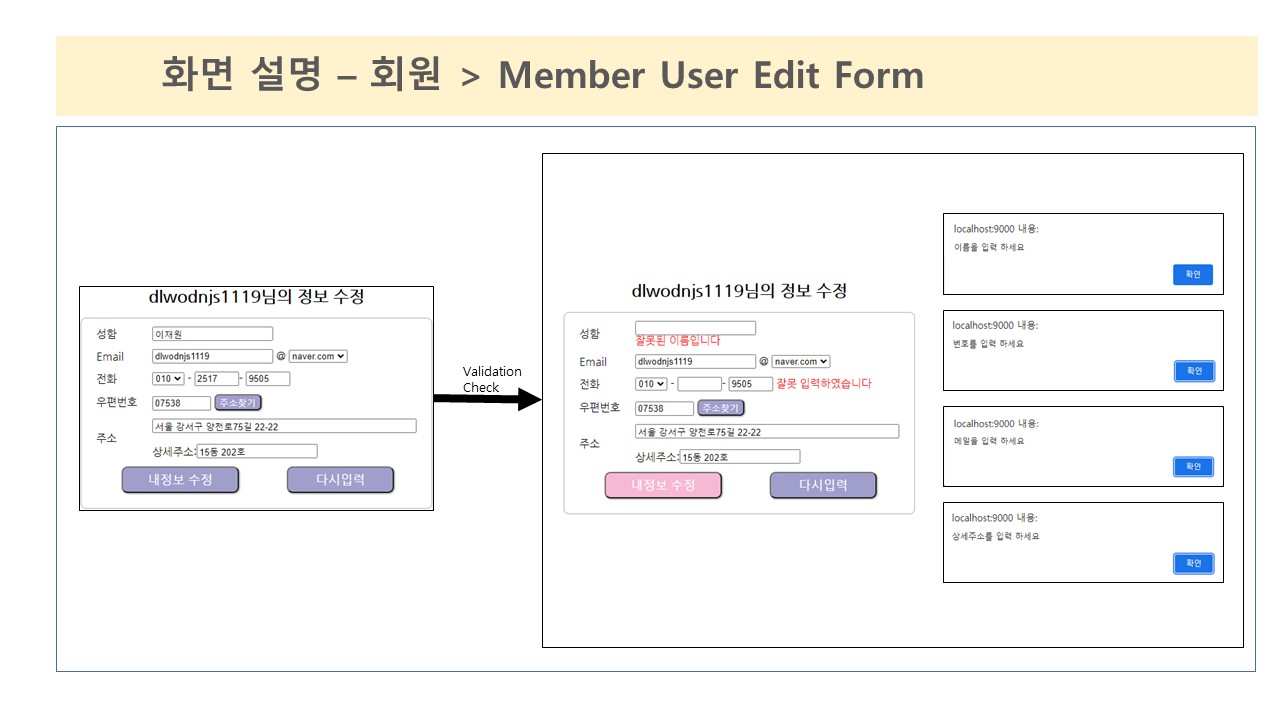 화면 설명 – 회원 > Member User Edit Form
dlwodnjs1119님의 정보 수정
성함 이재원
Email dlwodnjs1119 @ naver.com
전화 010 - 2517 - 9505
우편번호 07538 주소찾기
주소 서울 강서구 양천로75길 22-22
상세주소: 15동 202호
내정보 수정 다시입력
Validation
Check
dlwodnjs1119님의 정보 수정
성함
잘못된 이름입니다
Email dlwodnjs1119 @ naver.com
전화 010 - - 9505 잘못 입력하였습니다
우편번호 07538 주소찾기
주소 서울 강서구 양천로75길 22-22
상세주소: 15동 202호
내정보 수정 다시입력
localhost:9000 내용:
이름을 입력 하세요
확인
localhost:9000 내용:
번호를 입력 하세요
확인
localhost:9000 내용:
메일을 입력 하세요
확인
localhost:9000 내용:
상세주소를 입력 하세요
확인